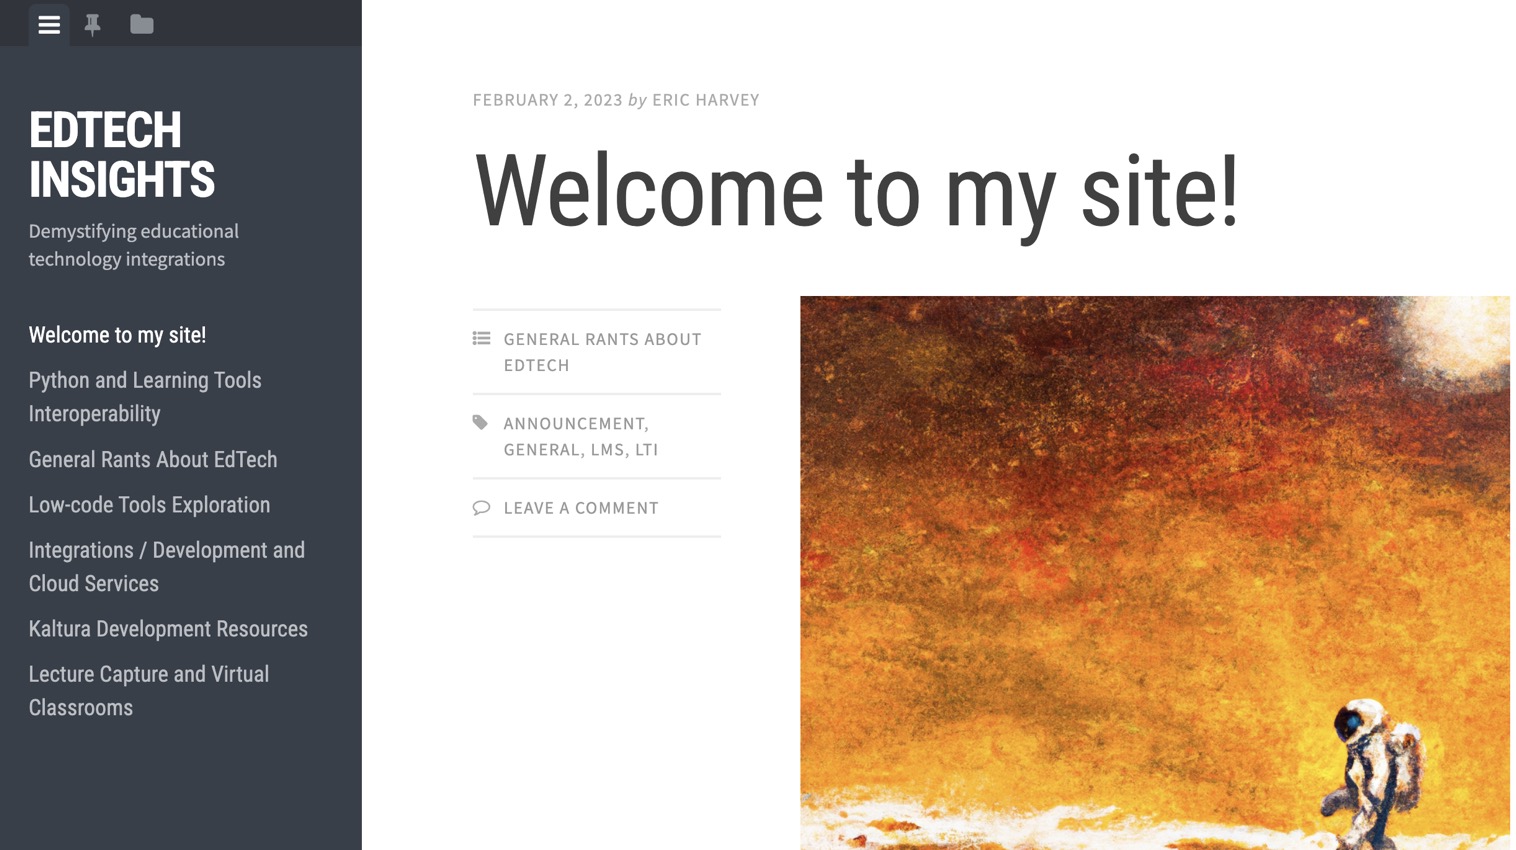 EDTECH
INSIGHTS
Demystifying educational
technology integrations
Welcome to my site!
Python and Learning Tools
Interoperability
General Rants About EdTech
Low-code Tools Exploration
Integrations / Development and
Cloud Services
Kaltura Development Resources
Lecture Capture and Virtual
Classrooms
FEBRUARY 2, 2023 by ERIC HARVEY
Welcome to my site!
GENERAL RANTS ABOUT
EDTECH
ANNOUNCEMENT,
GENERAL, LMS, LTI
LEAVE A COMMENT